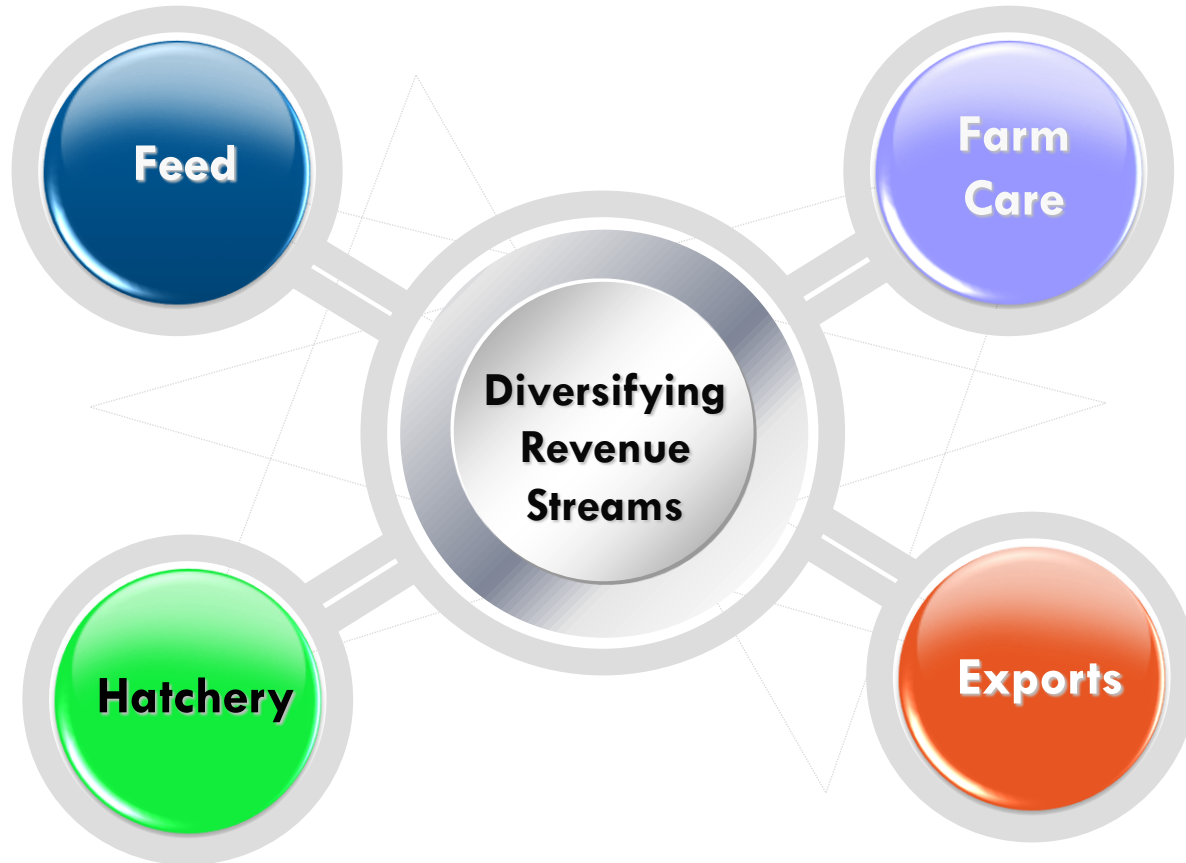 Feed
Farm
Care
Diversifying
Revenue
Streams
Hatchery
Exports